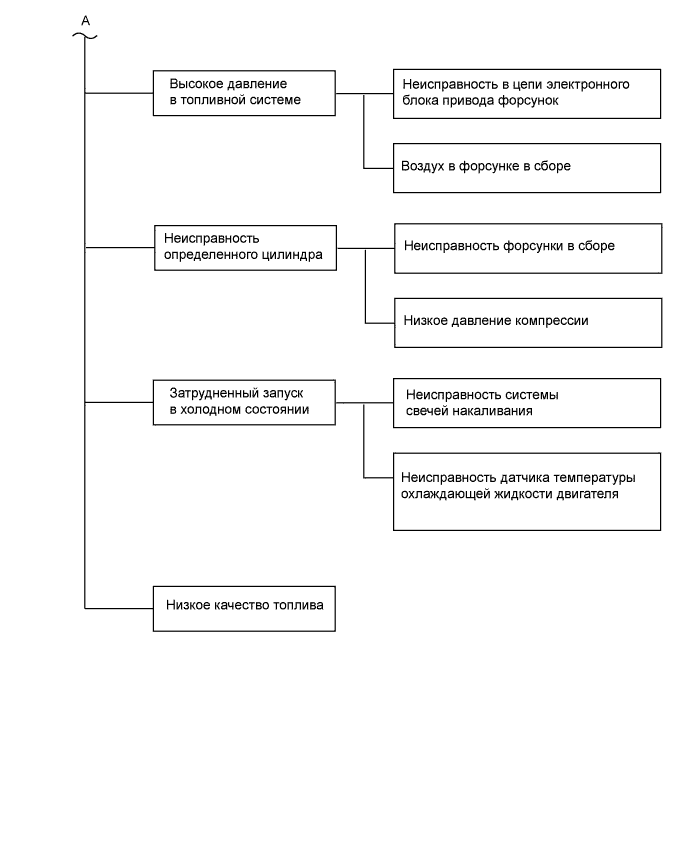 A
Высокое давление
в топливной системе
Неисправность в цепи электронного
блока привода форсунок
Воздух в форсунке в сборе
Неисправность
определенного цилиндра
Неисправность форсунки в сборе
Низкое давление компрессии
Затрудненный запуск
в холодном состоянии
Неисправность системы
свечей накаливания
Неисправность датчика температуры
охлаждающей жидкости двигателя
Низкое качество топлива